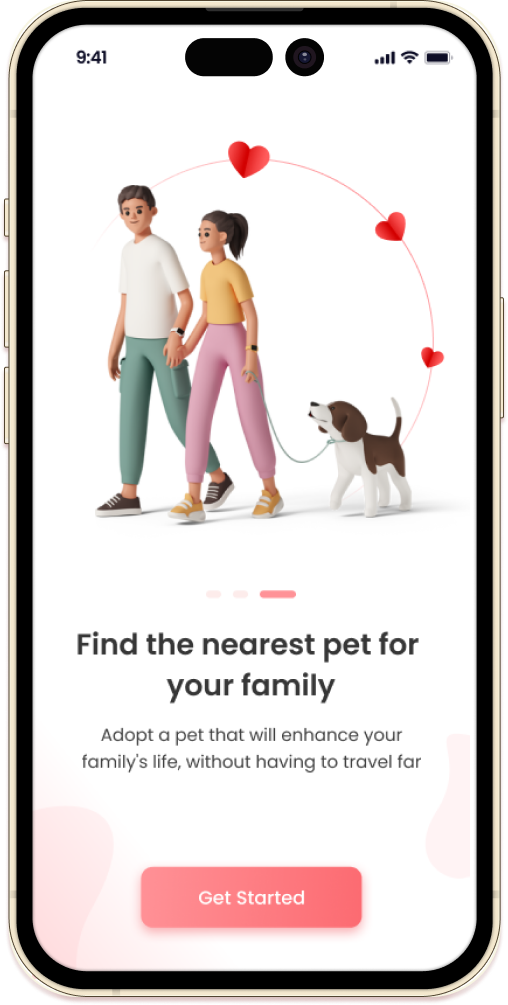 9:41
Find the nearest pet for
your family
Adopt a pet that will enhance your
family's life, without having to travel far
Get Started